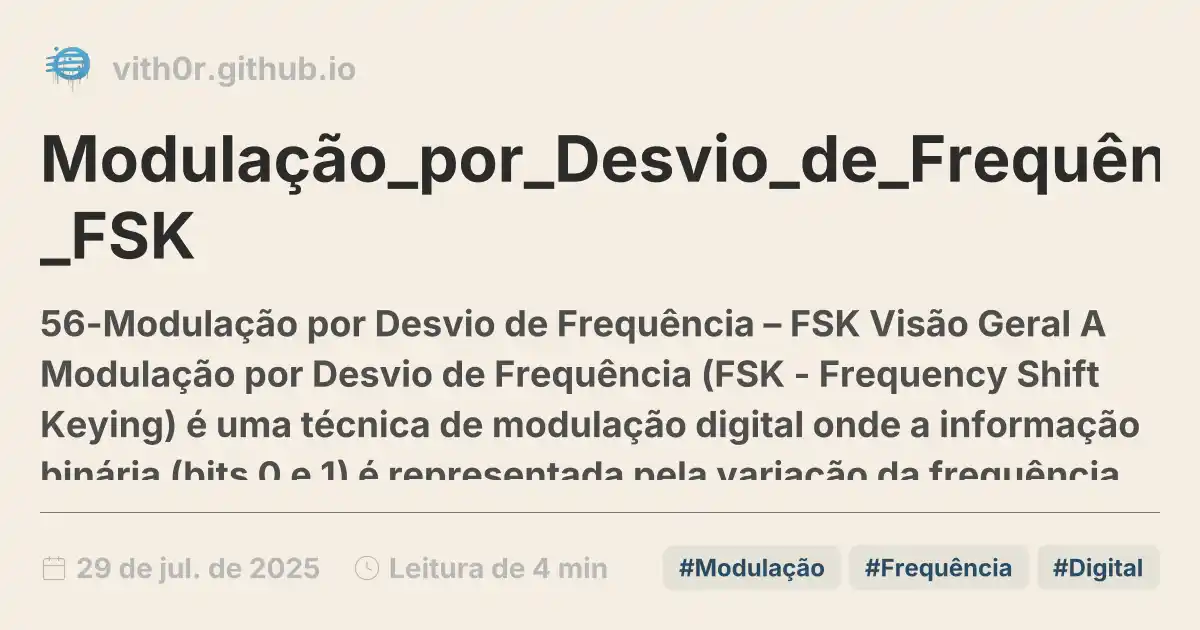 vith0r.github.io
Modulação_por_Desvio_de_Frequên
_FSK
56-Modulação por Desvio de Frequência – FSK Visão Geral A
Modulação por Desvio de Frequência (FSK - Frequency Shift
Keying) é uma técnica de modulação digital onde a informação
binária (bits 0 e 1) é representada pela variação da frequência
29 de jul. de 2025
Leitura de 4 min
#Modulação
#Frequência
#Digital